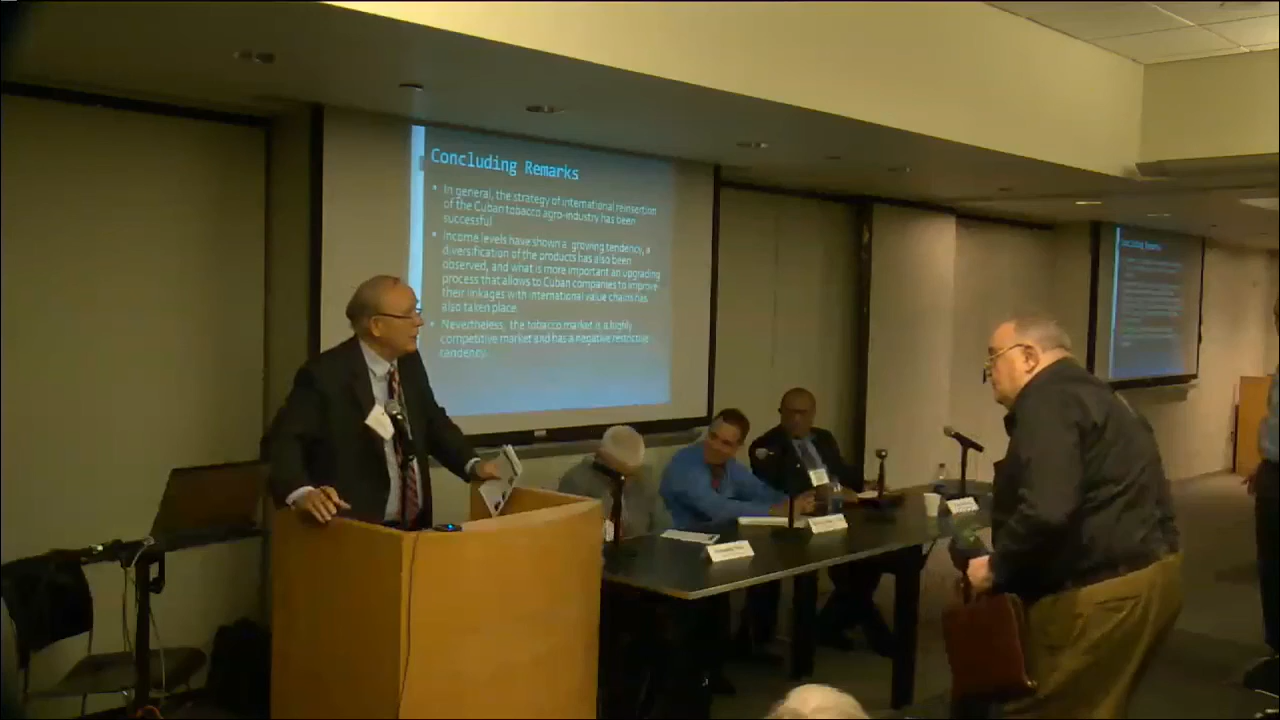 Concluding Remarks
▪ In general, the strategy of international reinsertion
of the Cuban tobacco agro-industry has been
successful
▪ Income levels have shown a growing tendency, a
diversification of the products has also been
observed, and what is more important an upgrading
process that allows to Cuban companies to improve
their linkages with international value chains has
also taken place.
▪ Nevertheless, the tobacco market is a highly
competitive market and has a negative restrictive
tendency.
Concluding Remarks